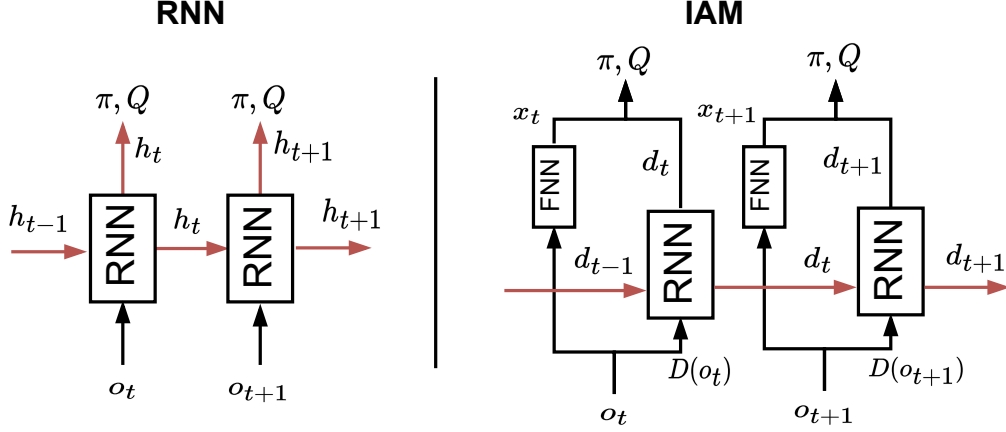 RNN
π, Q
π, Q
h_t
h_{t+1}
h_{t-1}
h_t
h_{t+1}
RNN
RNN
o_t
o_{t+1}
IAM
π, Q
π, Q
x_t
x_{t+1}
FNN
d_t
FNN
d_{t+1}
d_{t-1}
RNN
d_t
RNN
d_{t+1}
D(o_t)
D(o_{t+1})
o_t
o_{t+1}